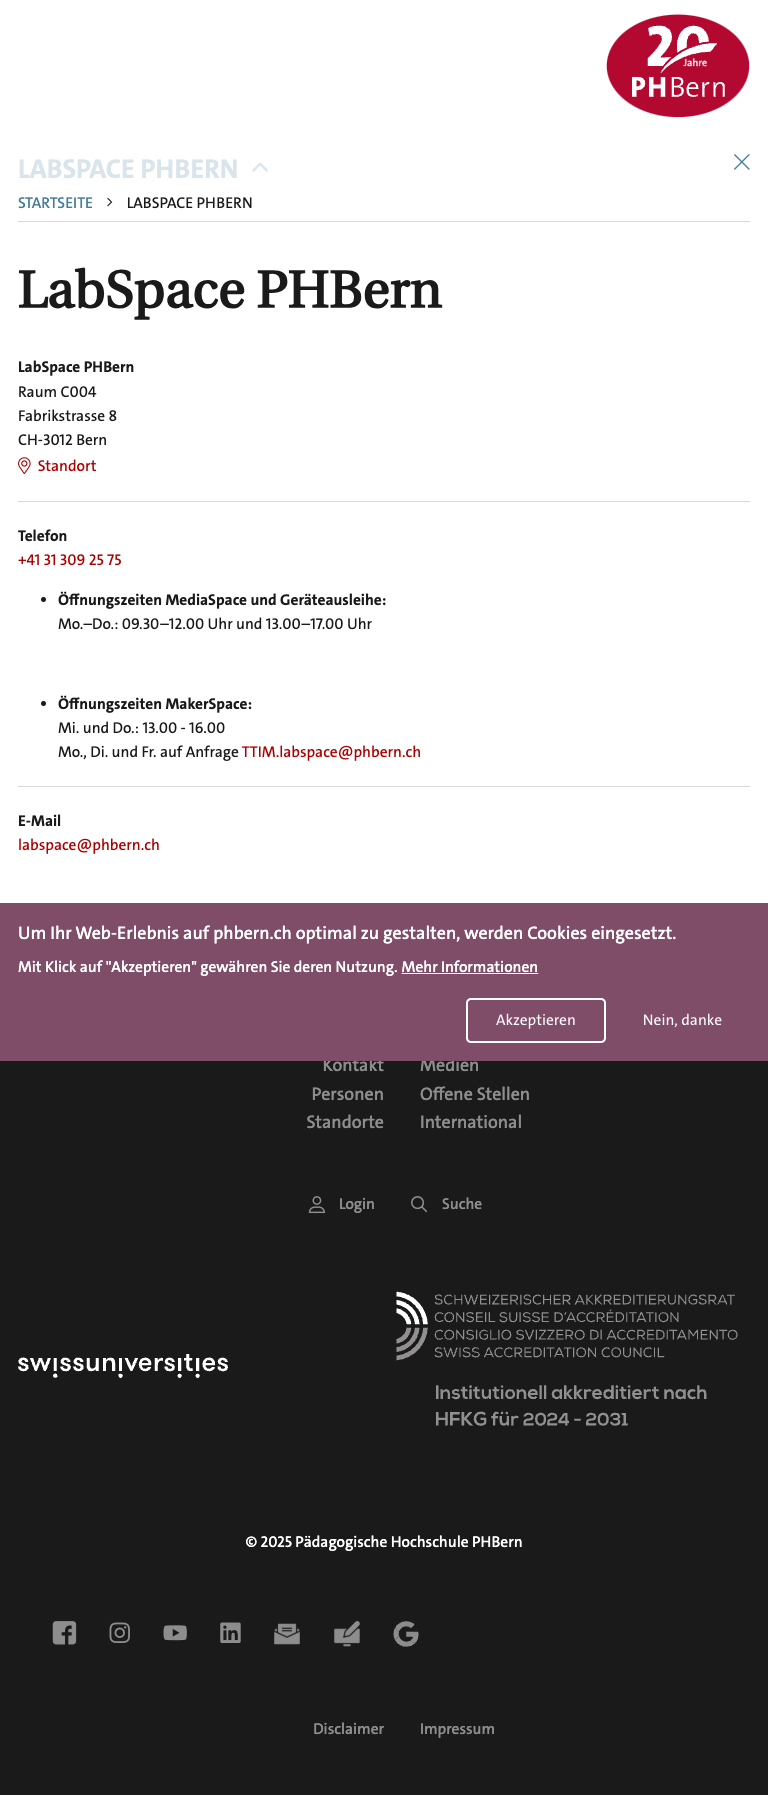 20
Jahre
PHBern
LABSPACE PHBERN
STARTSEITE > LABSPACE PHBERN
LabSpace PHBern
LabSpace PHBern
Raum C004
Fabrikstrasse 8
CH-3012 Bern
Standort
Telefon
+41 31 309 25 75
• Öffnungszeiten MediaSpace und Geräteausleihe:
Mo.–Do.: 09.30–12.00 Uhr und 13.00–17.00 Uhr
• Öffnungszeiten MakerSpace:
Mi. und Do.: 13.00 - 16.00
Mo., Di. und Fr. auf Anfrage TTIM.labspace@phbern.ch
E-Mail
labspace@phbern.ch
Um Ihr Web-Erlebnis auf phbern.ch optimal zu gestalten, werden Cookies eingesetzt.
Mit Klick auf "Akzeptieren" gewähren Sie deren Nutzung. Mehr Informationen
Akzeptieren Nein, danke
Kontakt Medien
Personen Offene Stellen
Standorte International
Login Suche
SCHWEIZERISCHER AKKREDITIERUNGSRAT
CONSEIL SUISSE D'ACCRÉDITATION
CONSIGLIO SVIZZERO DI ACCREDITAMENTO
SWISS ACCREDITATION COUNCIL
swissuniversities
Institutionell akkreditiert nach
HFKG für 2024 - 2031
© 2025 Pädagogische Hochschule PHBern
Disclaimer Impressum